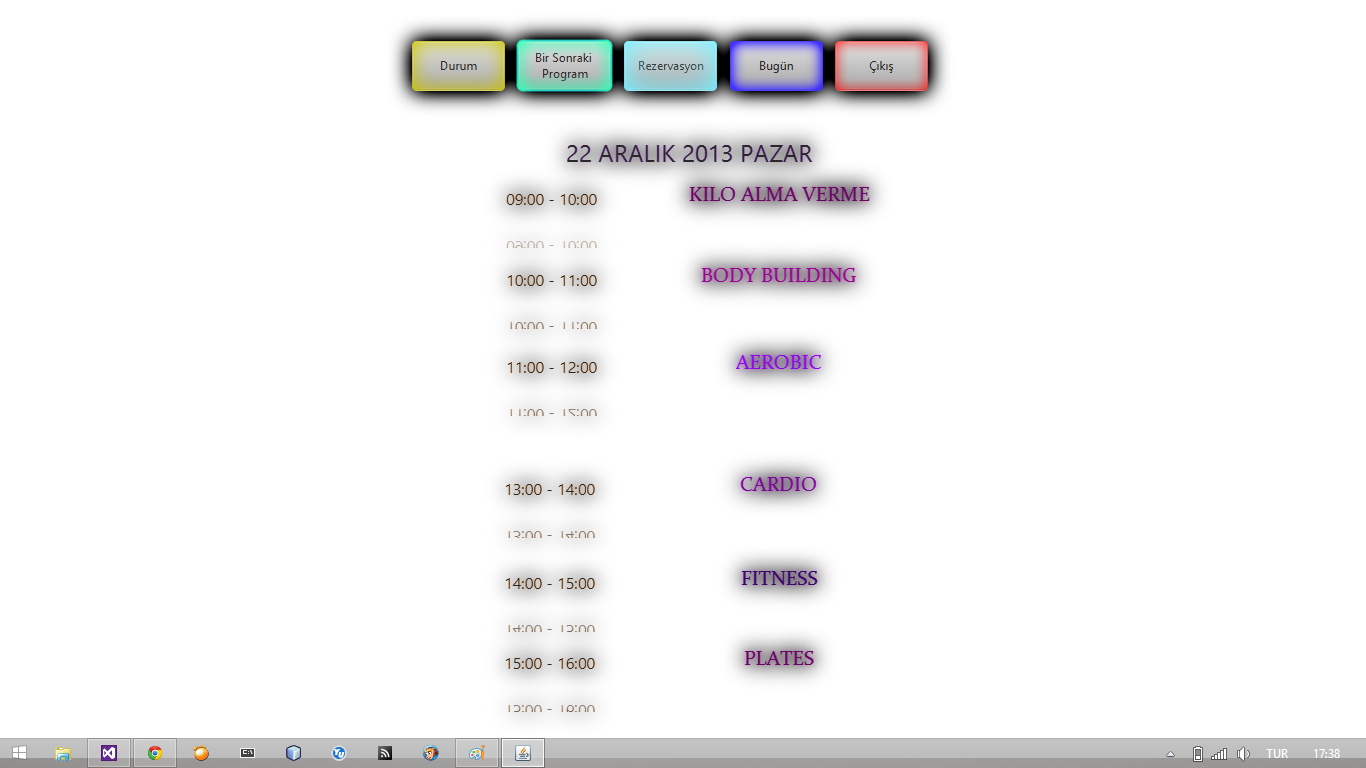 Durum
Bir Sonraki
Program
Rezervasyon
Bugün
Çıkış
22 ARALIK 2013 PAZAR
09:00 - 10:00
KILO ALMA VERME
10:00 - 11:00
BODY BUILDING
11:00 - 12:00
AEROBIC
13:00 - 14:00
CARDIO
14:00 - 15:00
FITNESS
15:00 - 16:00
PLATES
TUR
17:38